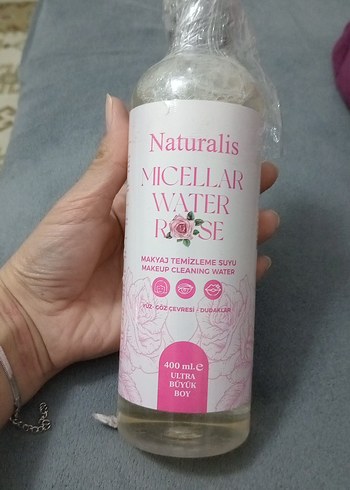 Naturalis
MICELLAR
WATER
ROSE
MAKYAJ TEMİZLEME SUYU
MAKEUP CLEANING WATER
YÜZ- GÖZ ÇEVRESİ - DUDAKLAR
400 ml.℮
ULTRA
BÜYÜK
BOY